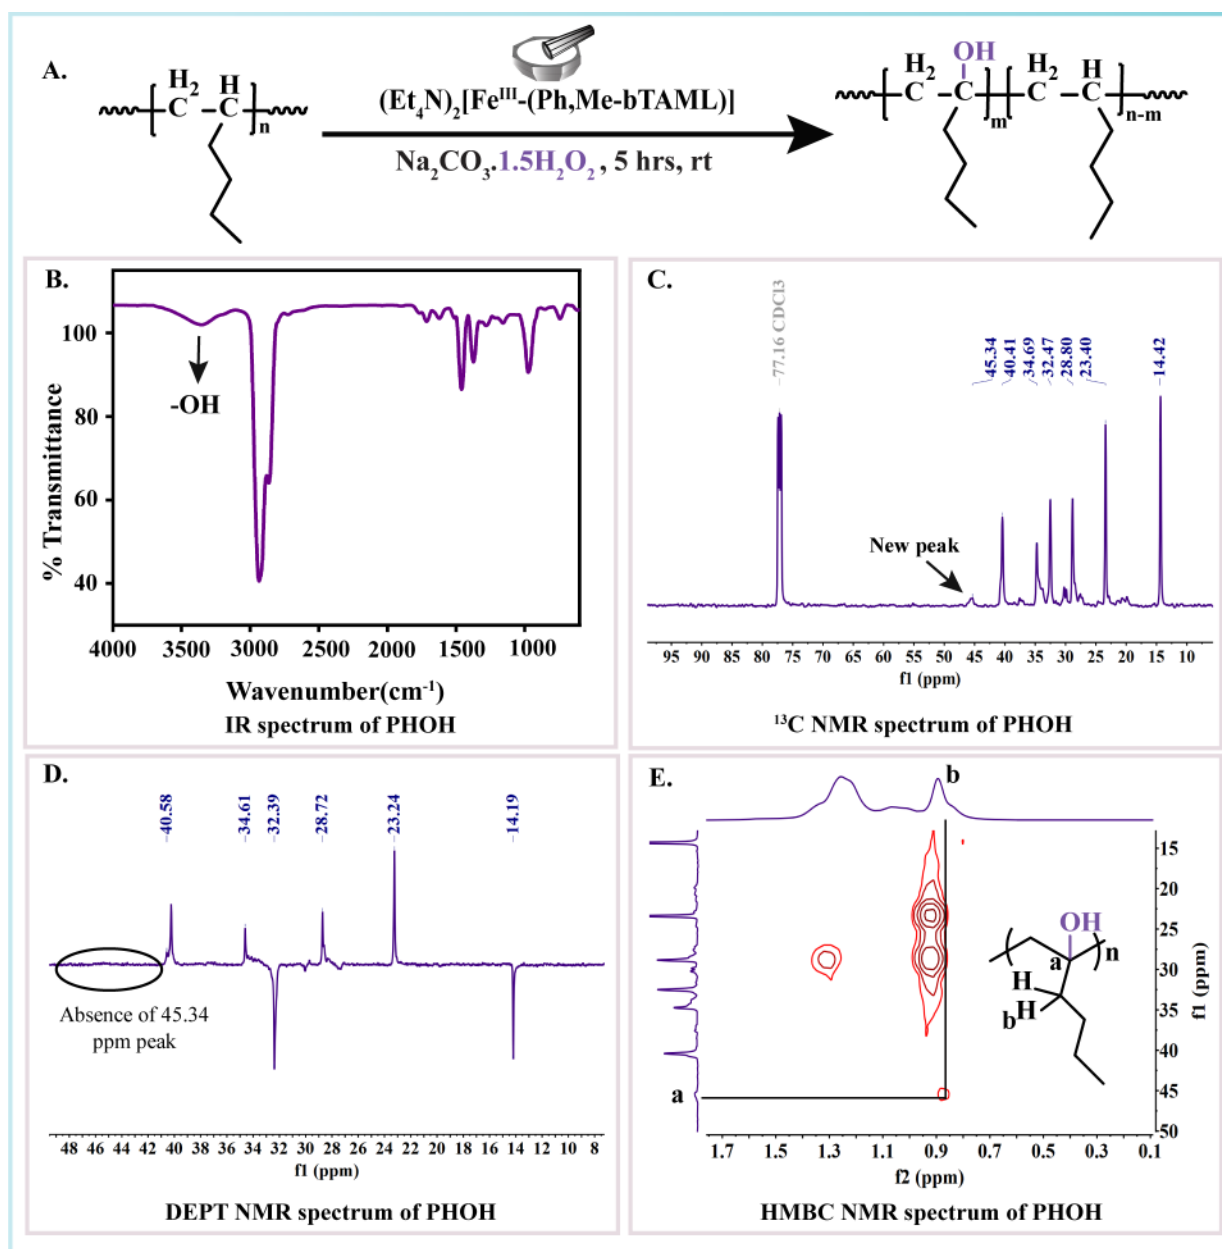 A.
H₂ H
C C
n
(Et₄N)₂[Feᴵᴵᴵ-(Ph,Me-bTAML)]
Na₂CO₃.1.5H₂O₂ , 5 hrs, rt
OH
H₂ H₂ H
C C C C
m n-m
B.
% Transmittance
100
80
60
40
-OH
4000 3500 3000 2500 2000 1500 1000
Wavenumber(cm⁻¹)
IR spectrum of PHOH
C.
77.16 CDCl3
45.34
40.41
34.69
32.47
28.80
23.40
14.42
New peak
95 90 85 80 75 70 65 60 55 50 45 40 35 30 25 20 15 10
f1 (ppm)
¹³C NMR spectrum of PHOH
D.
40.58
34.61
32.39
28.72
23.24
14.19
Absence of 45.34
ppm peak
48 46 44 42 40 38 36 34 32 30 28 26 24 22 20 18 16 14 12 10 8
f1 (ppm)
DEPT NMR spectrum of PHOH
E.
b
a
OH
a
n
H
bH
15
20
25
30
35
40
45
50
f1 (ppm)
1.7 1.3 0.9 0.7 0.5 0.4 0.1
f2 (ppm)
HMBC NMR spectrum of PHOH